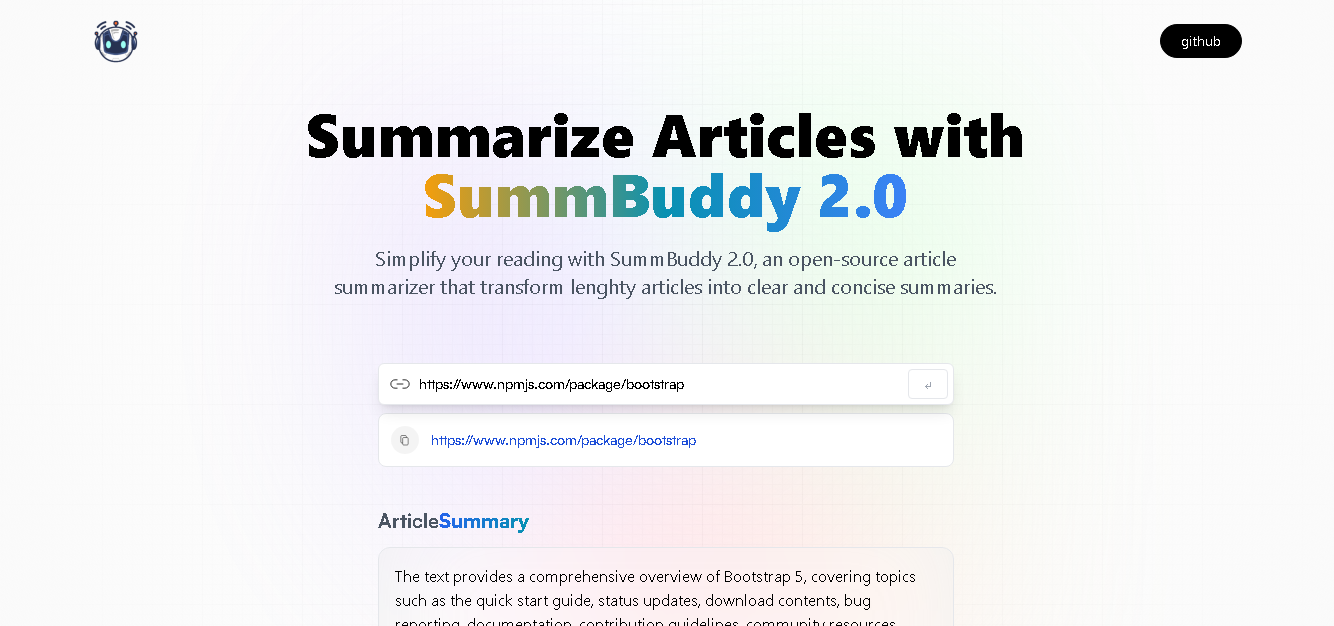 github
Summarize Articles with
SummBuddy 2.0
Simplify your reading with SummBuddy 2.0, an open-source article
summarizer that transform lenghty articles into clear and concise summaries.
https://www.npmjs.com/package/bootstrap
↵
https://www.npmjs.com/package/bootstrap
ArticleSummary
The text provides a comprehensive overview of Bootstrap 5, covering topics
such as the quick start guide, status updates, download contents, bug
reporting, documentation, contribution guidelines, community resources,